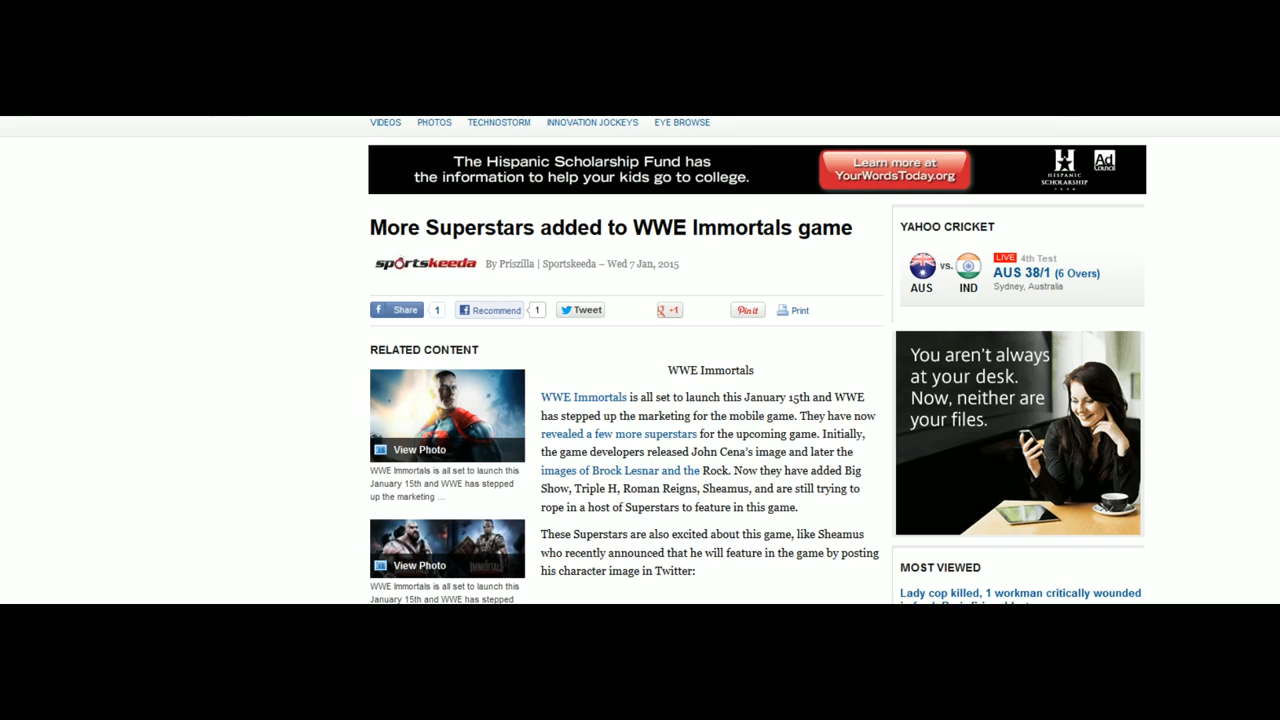 VIDEOS PHOTOS TECHNOSTORM INNOVATION JOCKEYS EYE BROWSE
The Hispanic Scholarship Fund has
the information to help your kids go to college.
Learn more at
YourWordsToday.org
HISPANIC
SCHOLARSHIP
FUND
Ad
Council
More Superstars added to WWE Immortals game
sportskeeda By Priszilla | Sportskeeda – Wed 7 Jan, 2015
Share 1 Recommend 1 Tweet +1 Pin it Print
RELATED CONTENT
View Photo
WWE Immortals is all set to launch this
January 15th and WWE has stepped
up the marketing ...
View Photo
WWE Immortals is all set to launch this
January 15th and WWE has stepped
WWE Immortals
WWE Immortals is all set to launch this January 15th and WWE
has stepped up the marketing for the mobile game. They have now
revealed a few more superstars for the upcoming game. Initially,
the game developers released John Cena's image and later the
images of Brock Lesnar and the Rock. Now they have added Big
Show, Triple H, Roman Reigns, Sheamus, and are still trying to
rope in a host of Superstars to feature in this game.
These Superstars are also excited about this game, like Sheamus
who recently announced that he will feature in the game by posting
his character image in Twitter:
YAHOO CRICKET
AUS vs. IND
LIVE 4th Test
AUS 38/1 (6 Overs)
Sydney, Australia
You aren't always
at your desk.
Now, neither are
your files.
MOST VIEWED
Lady cop killed, 1 workman critically wounded